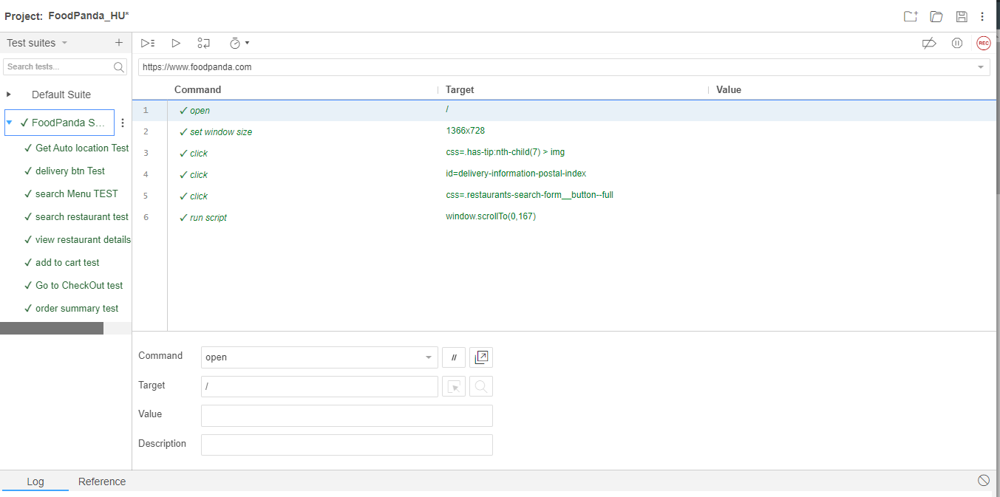 Project: FoodPanda_HU*
Test suites
Search tests...
Default Suite
FoodPanda S...
Get Auto location Test
delivery btn Test
search Menu TEST
search restaurant test
view restaurant details
add to cart test
Go to CheckOut test
order summary test
REC
https://www.foodpanda.com
Command Target Value
1 open /
2 set window size 1366x728
3 click css=.has-tip:nth-child(7) > img
4 click id=delivery-information-postal-index
5 click css=.restaurants-search-form__button--full
6 run script window.scrollTo(0,167)
Command open //
Target /
Value
Description
Log Reference